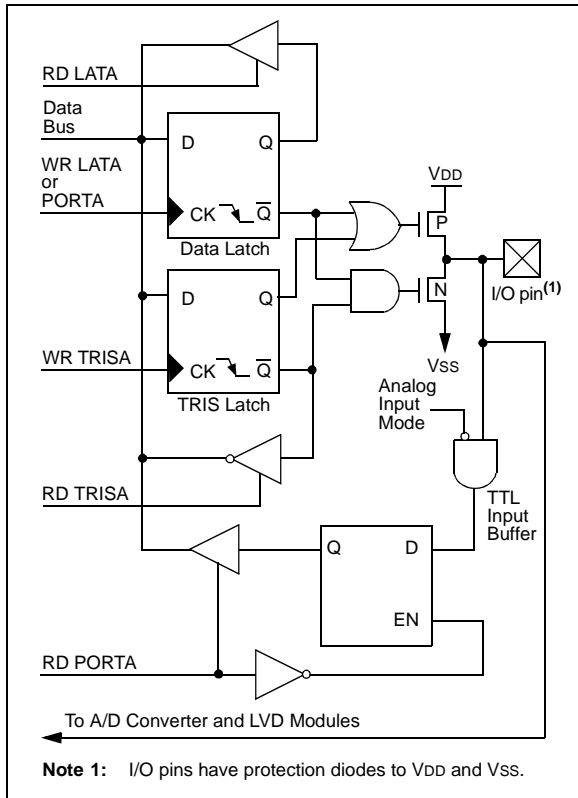 RD LATA
Data
Bus
D Q
WR LATA
or
PORTA
CK Q
Data Latch
VDD
P
N
I/O pin(1)
D Q
WR TRISA
CK Q
TRIS Latch
VSS
Analog
Input
Mode
RD TRISA
TTL
Input
Buffer
Q D
EN
RD PORTA
To A/D Converter and LVD Modules
Note 1: I/O pins have protection diodes to VDD and VSS.